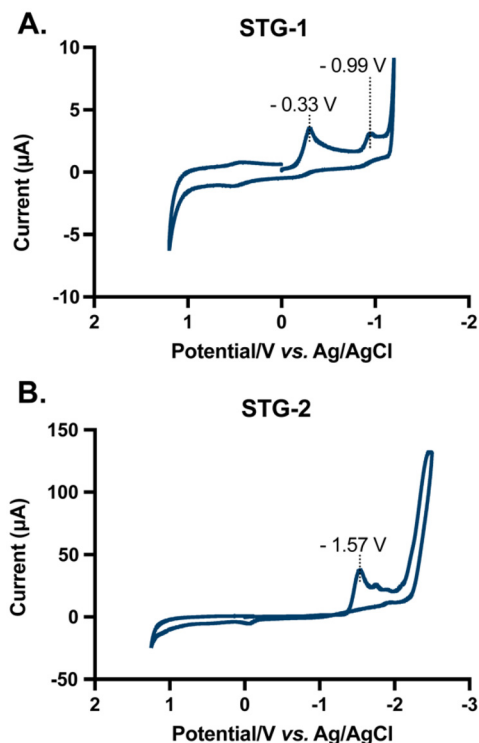 A.
STG-1
10
5
0
-5
-10
- 0.33 V
- 0.99 V
Current (µA)
2
1
0
-1
-2
Potential/V vs. Ag/AgCl
B.
STG-2
150
100
50
0
-50
- 1.57 V
Current (µA)
2
1
0
-1
-2
-3
Potential/V vs. Ag/AgCl